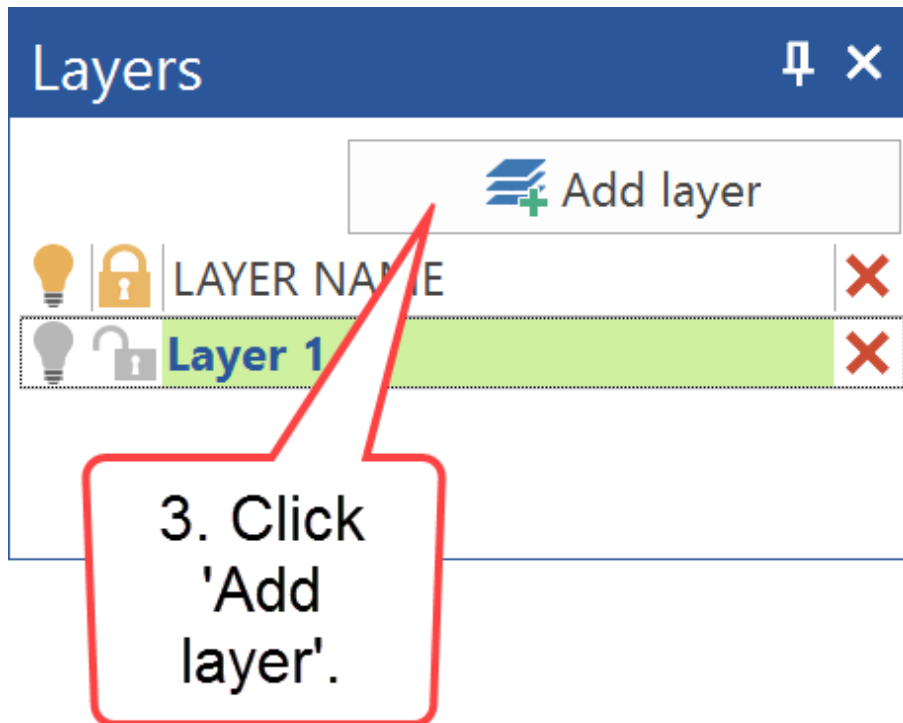 Layers
Add layer
LAYER NAME
Layer 1
3. Click
'Add
layer'.